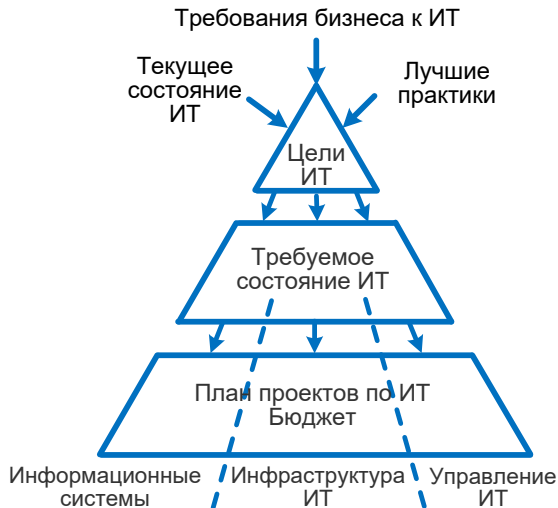 Требования бизнеса к ИТ
Текущее
состояние
ИТ
Лучшие
практики
Цели
ИТ
Требуемое
состояние ИТ
План проектов по ИТ
Бюджет
Информационные
системы
Инфраструктура
ИТ
Управление
ИТ